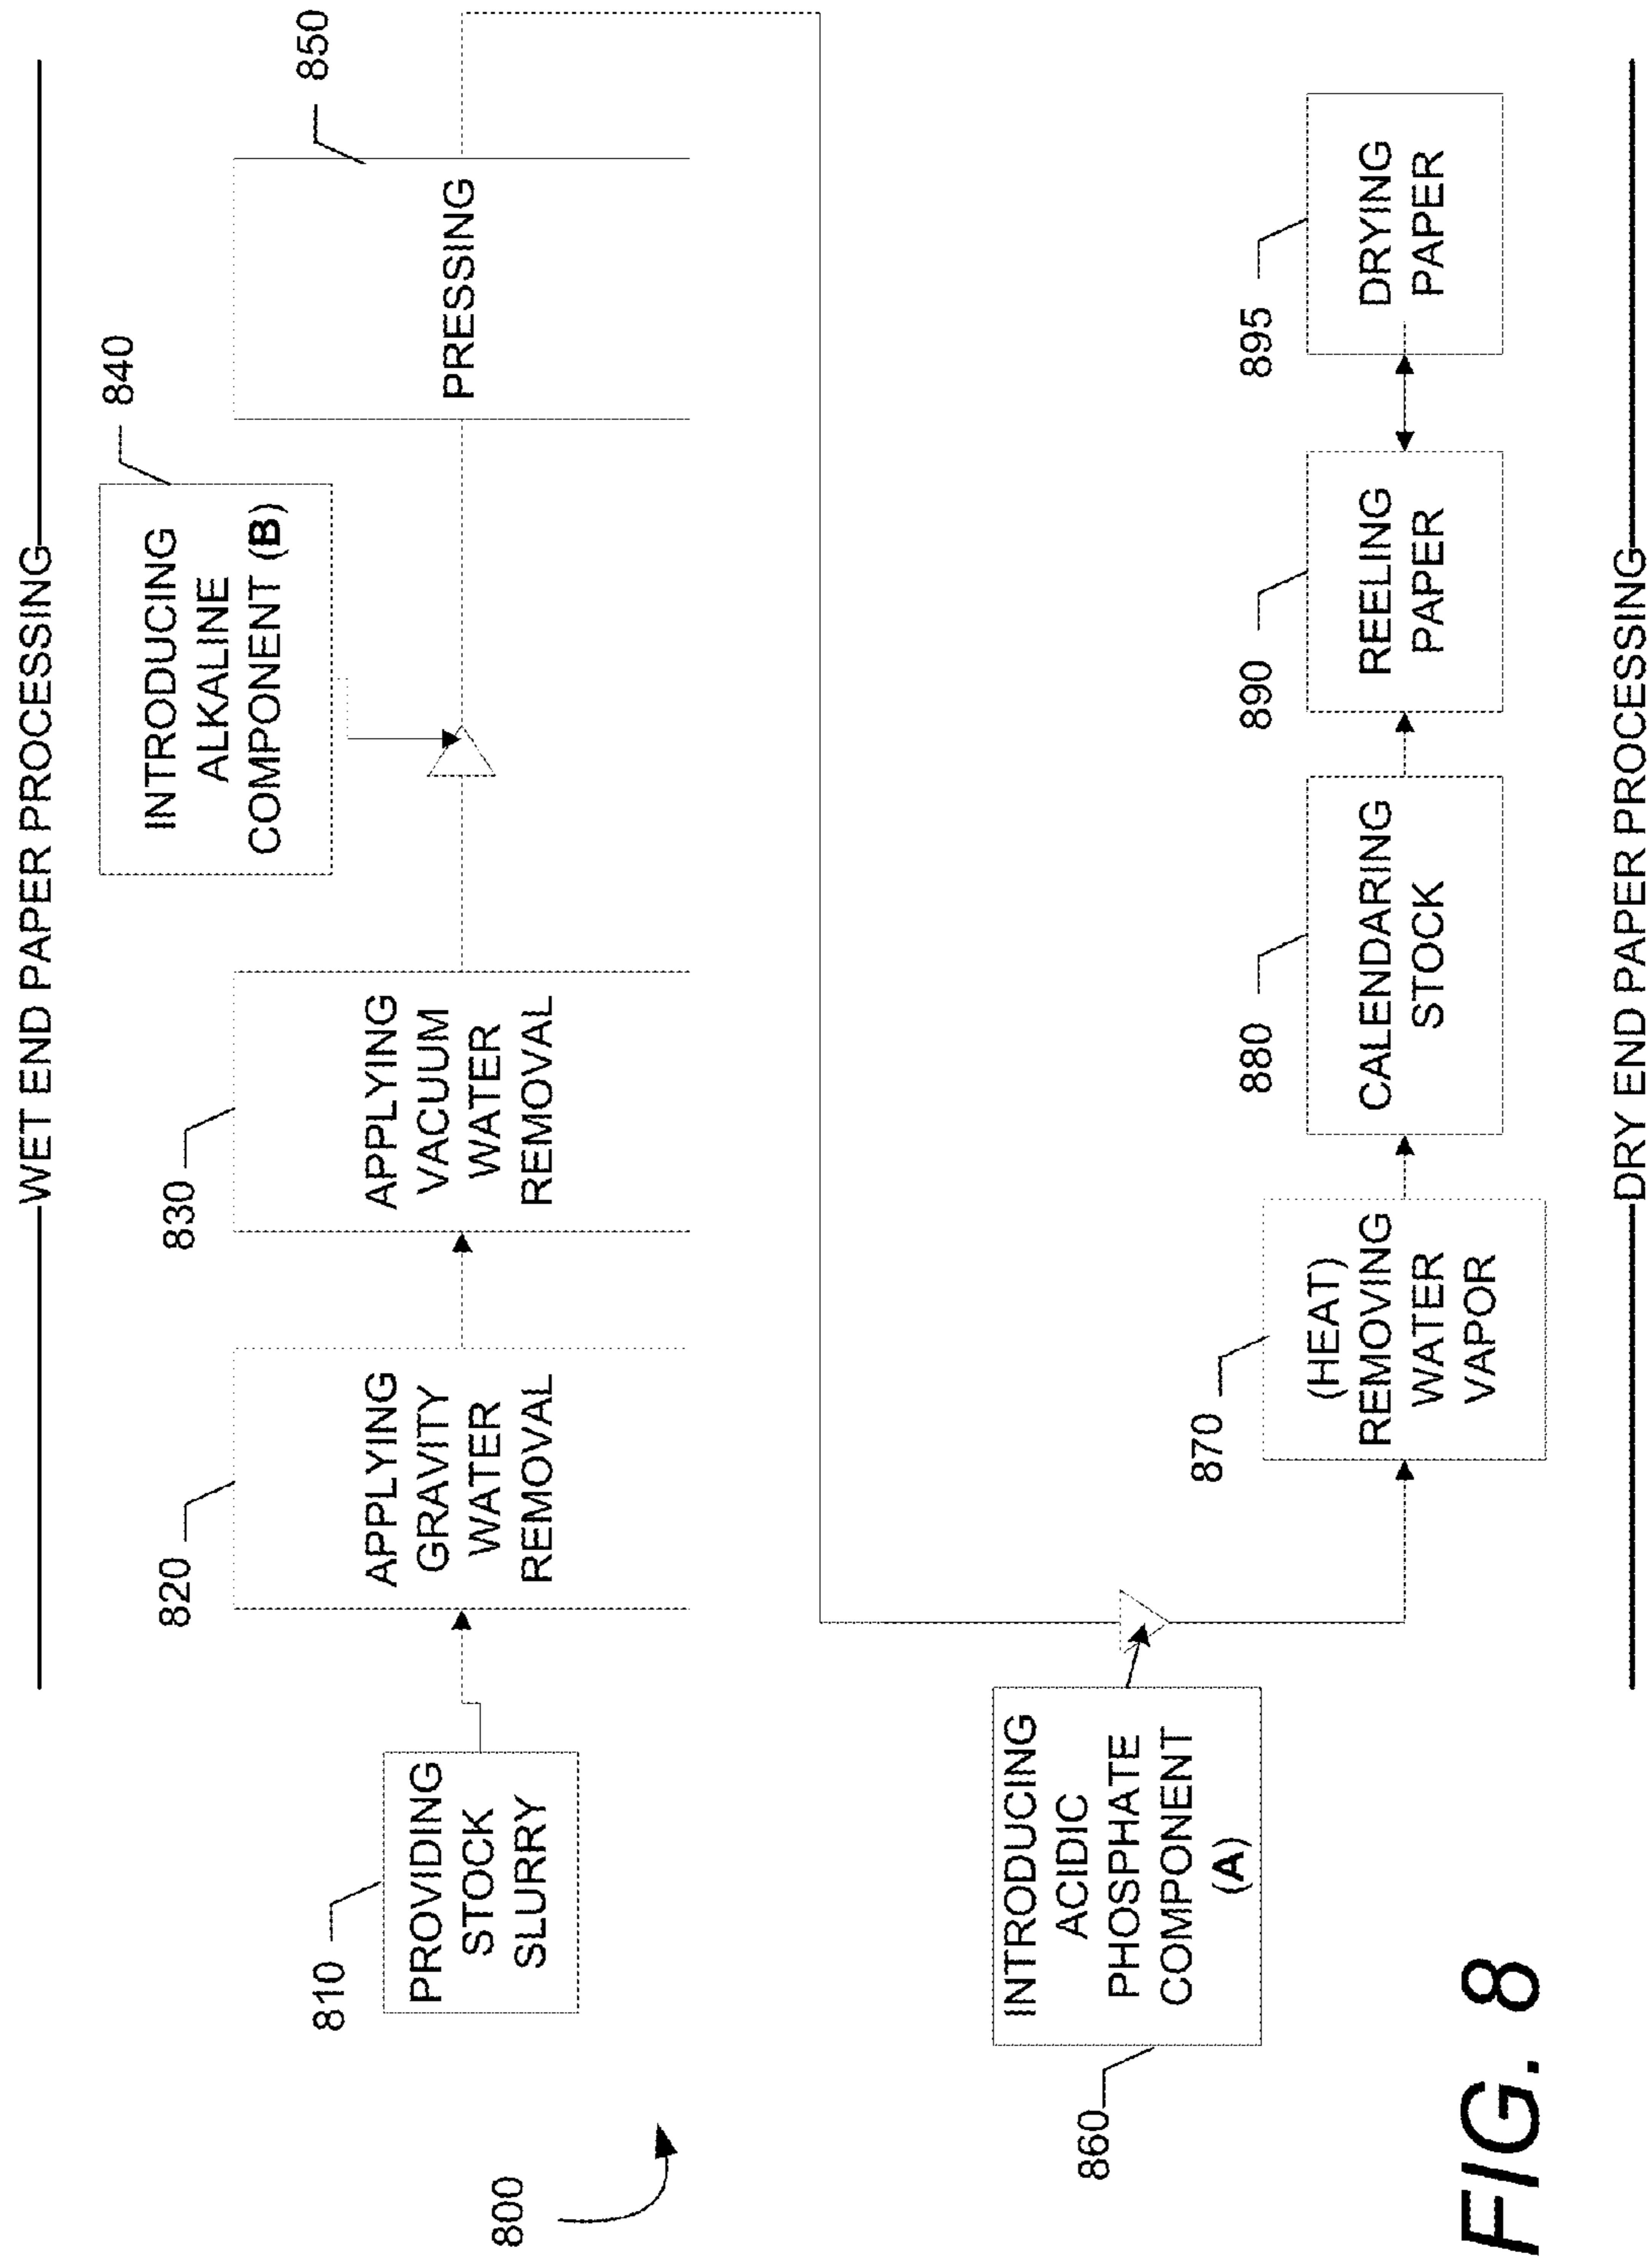 WET END PAPER PROCESSING
810
PROVIDING
STOCK
SLURRY
820
APPLYING
GRAVITY
WATER
REMOVAL
830
APPLYING
VACUUM
WATER
REMOVAL
840
INTRODUCING
ALKALINE
COMPONENT (B)
850
PRESSING
800
860
INTRODUCING
ACIDIC
PHOSPHATE
COMPONENT
(A)
870
(HEAT)
REMOVING
WATER
VAPOR
880
CALENDARING
STOCK
890
REELING
PAPER
895
DRYING
PAPER
DRY END PAPER PROCESSING
FIG. 8